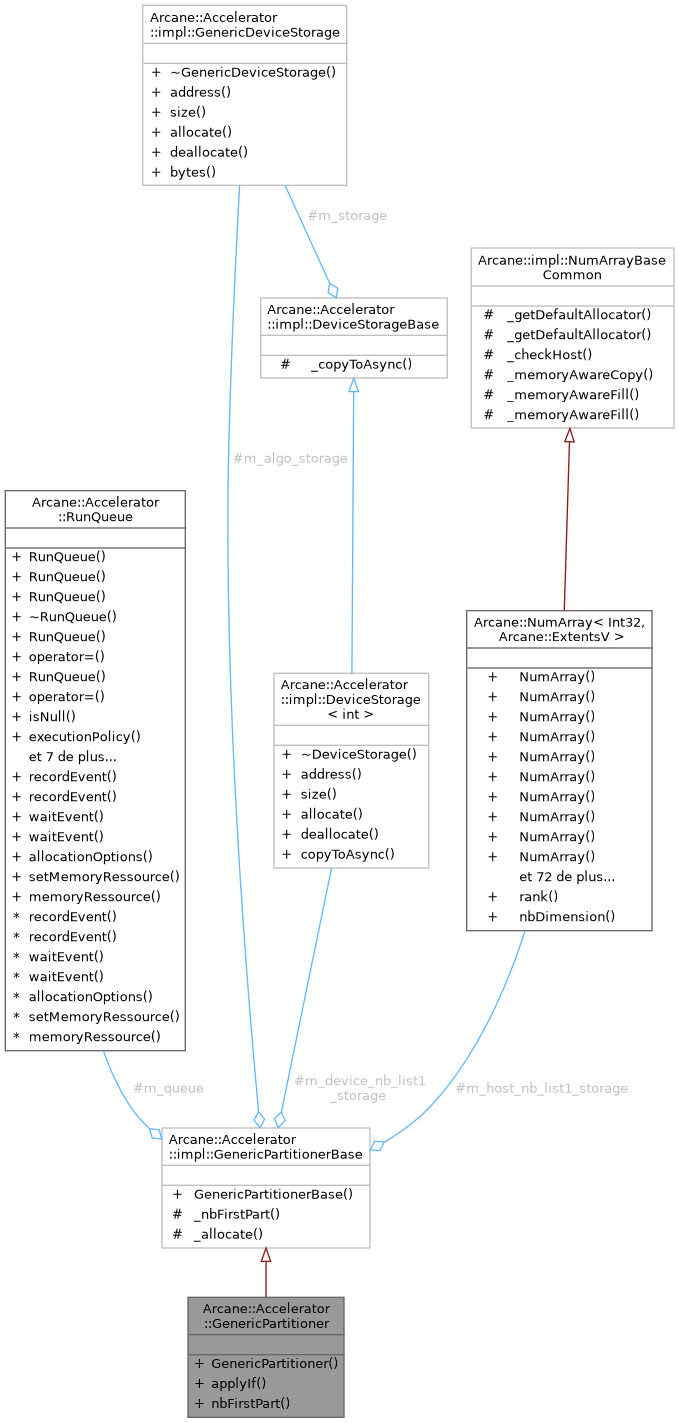 Arcane::Accelerator
::impl::GenericDeviceStorage
+ ~GenericDeviceStorage()
+ address()
+ size()
+ allocate()
+ deallocate()
+ bytes()
#m_storage
Arcane::impl::NumArrayBase
Common
# _getDefaultAllocator()
# _getDefaultAllocator()
# _checkHost()
# _memoryAwareCopy()
# _memoryAwareFill()
# _memoryAwareFill()
Arcane::Accelerator
::impl::DeviceStorageBase
# _copyToAsync()
#m_algo_storage
Arcane::Accelerator
::RunQueue
+ RunQueue()
+ RunQueue()
+ RunQueue()
+ ~RunQueue()
+ RunQueue()
+ operator=()
+ RunQueue()
+ operator=()
+ isNull()
+ executionPolicy()
et 7 de plus...
+ recordEvent()
+ recordEvent()
+ waitEvent()
+ waitEvent()
+ allocationOptions()
+ setMemoryRessource()
+ memoryRessource()
* recordEvent()
* recordEvent()
* waitEvent()
* waitEvent()
* allocationOptions()
* setMemoryRessource()
* memoryRessource()
Arcane::Accelerator
::impl::DeviceStorage
< int >
+ ~DeviceStorage()
+ address()
+ size()
+ allocate()
+ deallocate()
+ copyToAsync()
Arcane::NumArray< Int32,
Arcane::ExtentsV >
+ NumArray()
+ NumArray()
+ NumArray()
+ NumArray()
+ NumArray()
+ NumArray()
+ NumArray()
+ NumArray()
+ NumArray()
+ NumArray()
et 72 de plus...
+ rank()
+ nbDimension()
#m_queue
#m_device_nb_list1
_storage
#m_host_nb_list1_storage
Arcane::Accelerator
::impl::GenericPartitionerBase
+ GenericPartitionerBase()
# _nbFirstPart()
# _allocate()
Arcane::Accelerator
::GenericPartitioner
+ GenericPartitioner()
+ applyIf()
+ nbFirstPart()